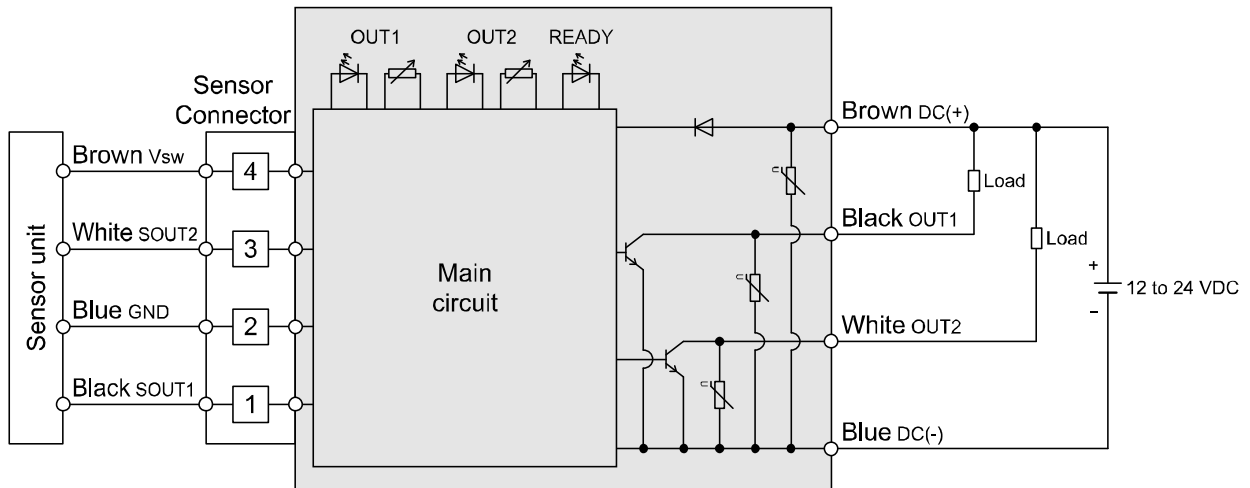 OUT1
OUT2
READY
Sensor
Connector
Brown DC(+)
Brown Vsw
4
Load
White SOUT2
3
Black OUT1
Load
Sensor unit
Main
circuit
+
12 to 24 VDC
−
Blue GND
2
White OUT2
Black SOUT1
1
Blue DC(-)
U
U
U